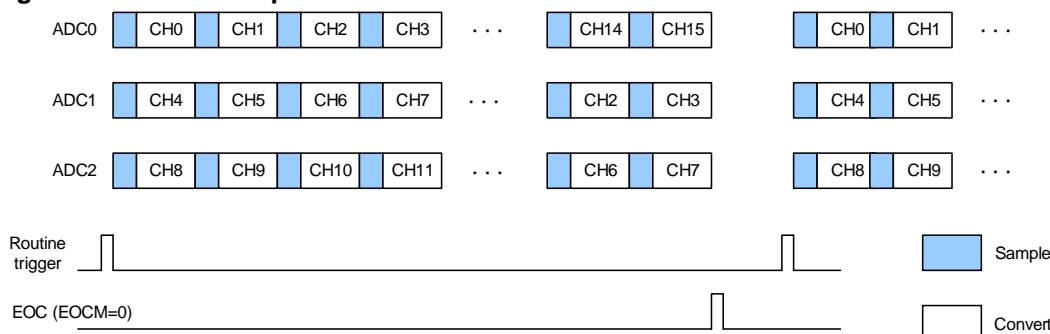 ADC0 CH0 CH1 CH2 CH3 . . . CH14 CH15 CH0 CH1 . . .
ADC1 CH4 CH5 CH6 CH7 . . . CH2 CH3 CH4 CH5 . . .
ADC2 CH8 CH9 CH10 CH11 . . . CH6 CH7 CH8 CH9 . . .
Routine
trigger
Sample
EOC (EOCM=0)
Convert